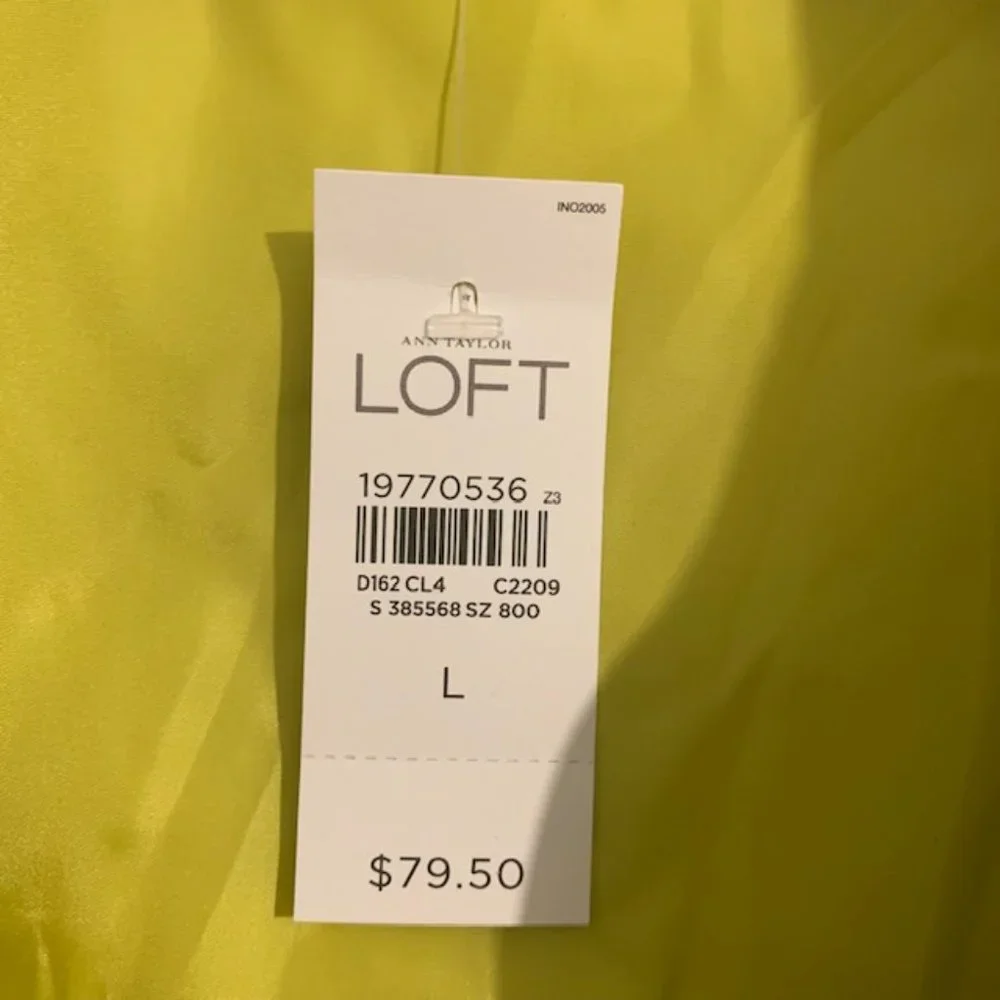 INO2005
ANN TAYLOR
LOFT
19770536 Z3
D162 CL4 C2209
S 385568 SZ 800
L
$79.50